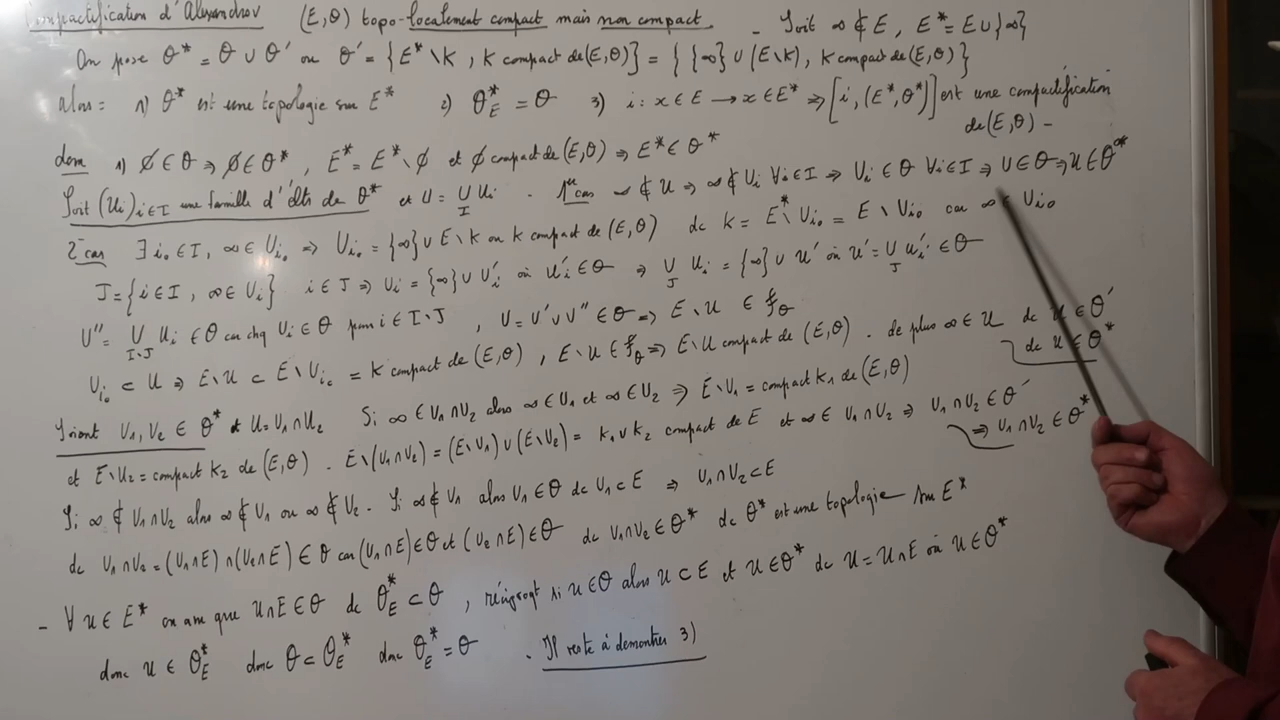 Compactification d'Alexandrov (E,θ) topo-localement compact mais non compact. - Soit ∞ ∉ E, E* = E ∪ {∞}
On pose θ* = θ ∪ θ' où θ' = {E* \ K, K compact de (E,θ)} = { {∞} ∪ (E\K), K compact de (E,θ)}
alors : 1) θ* est une topologie sur E* 2) θ*_E = θ 3) i : x ∈ E → x ∈ E* ⇒ [i, (E*,θ*)] est une compactification
de (E,θ) -
dem 1) ∅ ∈ θ ⇒ ∅ ∈ θ*, E* = E* \ ∅ et ∅ compact de (E,θ) ⇒ E* ∈ θ*
Soit (Ui)i∈I une famille d'élts de θ* et U = ∪_I Ui - 1er cas ∞ ∉ U ⇒ ∞ ∉ Ui ∀i∈I ⇒ Ui ∈ θ ∀i∈I ⇒ U ∈ θ ⇒ U ∈ θ*
2e cas ∃ i₀ ∈ I, ∞ ∈ Ui₀ ⇒ Ui₀ = {∞} ∪ E\K où K compact de (E,θ) dc K = E* \ Ui₀ = E \ Ui₀ car ∞ ∈ Ui₀
J = {i ∈ I, ∞ ∈ Ui} i ∈ J ⇒ Ui = {∞} ∪ U'i où U'i ∈ θ ⇒ ∪_J Ui = {∞} ∪ U' où U' = ∪_J U'i ∈ θ
U'' = ∪_{I\J} Ui ∈ θ car chq Ui ∈ θ pour i ∈ I\J, U = U' ∪ U'' ∈ θ ⇒ E \ U ∈ f_θ
Ui₀ ⊂ U ⇒ E\U ⊂ E\Ui₀ = K compact de (E,θ), E\U ∈ f_θ ⇒ E\U compact de (E,θ). de plus ∞ ∈ U dc U ∈ θ'
dc U ∈ θ*
Soient U₁, U₂ ∈ θ* et U = U₁ ∩ U₂ Si ∞ ∈ U₁ ∩ U₂ alors ∞ ∈ U₁ et ∞ ∈ U₂ ⇒ E\U₁ = compact K₁ de (E,θ)
et E\U₂ = compact K₂ de (E,θ). E\(U₁ ∩ U₂) = (E\U₁) ∪ (E\U₂) = K₁ ∪ K₂ compact de E et ∞ ∈ U₁ ∩ U₂ ⇒ U₁ ∩ U₂ ∈ θ'
⇒ U₁ ∩ U₂ ∈ θ*
Si ∞ ∉ U₁ ∩ U₂ alors ∞ ∉ U₁ ou ∞ ∉ U₂. Si ∞ ∉ U₁ alors U₁ ∈ θ dc U₁ ⊂ E ⇒ U₁ ∩ U₂ ⊂ E
dc U₁ ∩ U₂ = (U₁ ∩ E) ∩ (U₂ ∩ E) ∈ θ car (U₁ ∩ E) ∈ θ et (U₂ ∩ E) ∈ θ dc U₁ ∩ U₂ ∈ θ* dc θ* est une topologie sur E*
- ∀ U ∈ E* on a vu que U ∩ E ∈ θ dc θ*_E ⊂ θ, réciproqt si U ∈ θ alors U ⊂ E et U ∈ θ* dc U = U ∩ E où U ∈ θ*
donc U ∈ θ*_E donc θ ⊂ θ*_E donc θ*_E = θ . Il reste à démontrer 3)